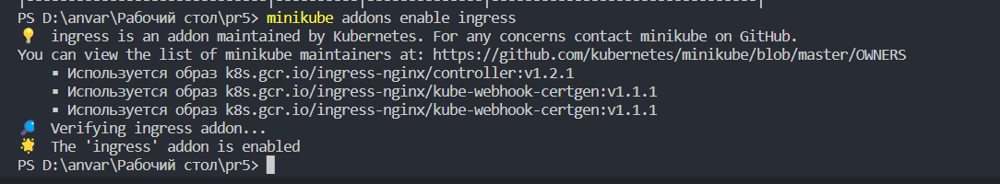 PS D:\anvar\Рабочий стол\pr5> minikube addons enable ingress
💡  ingress is an addon maintained by Kubernetes. For any concerns contact minikube on GitHub.
You can view the list of minikube maintainers at: https://github.com/kubernetes/minikube/blob/master/OWNERS
    ▪ Используется образ k8s.gcr.io/ingress-nginx/controller:v1.2.1
    ▪ Используется образ k8s.gcr.io/ingress-nginx/kube-webhook-certgen:v1.1.1
    ▪ Используется образ k8s.gcr.io/ingress-nginx/kube-webhook-certgen:v1.1.1
🔎  Verifying ingress addon...
🌟  The 'ingress' addon is enabled
PS D:\anvar\Рабочий стол\pr5>